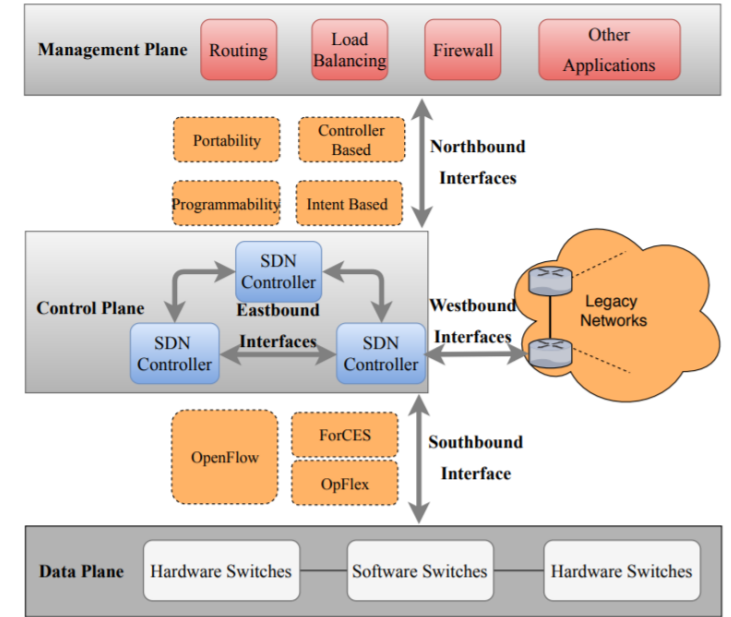 Management Plane
Routing
Load
Balancing
Firewall
Other
Applications
Portability
Controller
Based
Northbound
Interfaces
Programmability
Intent Based
SDN
Controller
Control Plane
Eastbound
Interfaces
Westbound
Interfaces
Legacy
Networks
SDN
Controller
SDN
Controller
OpenFlow
ForCES
OpFlex
Southbound
Interface
Data Plane
Hardware Switches
Software Switches
Hardware Switches